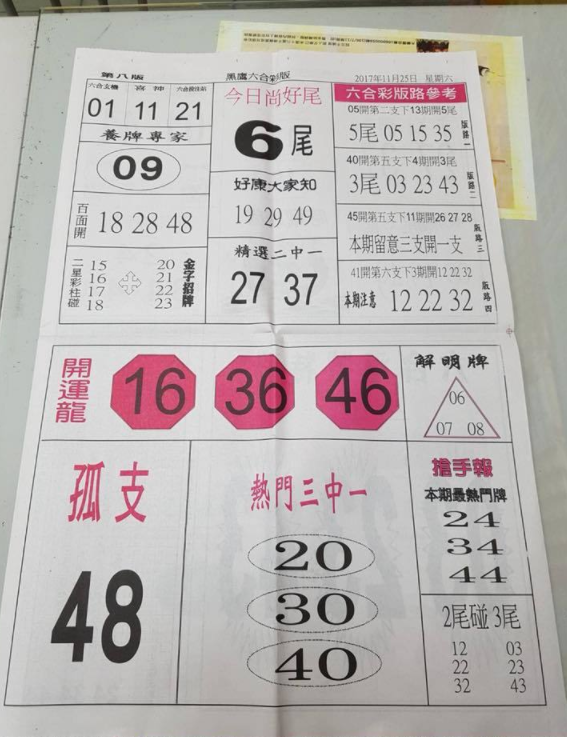 第八版
黑鷹六合彩版
2017年11月25日 星期六
01 11 21
養牌專家
09
百面開
18 28 48
二星彩柱碰
15 20
16 21
17 22
18 23
金字招牌
今日尚好尾
6尾
好康大家知
19 29 49
精選二中一
27 37
六合彩版路參考
05開第二支下13期開5尾
5尾 05 15 35
版路一
40開第五支下4期開3尾
3尾 03 23 43
版路二
45開第五支下11期開26 27 28
本期留意三支開一支
版路三
41開第六支下3期開12 22 32
本期注意 12 22 32
版路四
開運龍
16 36 46
解明牌
06
07 08
孤支
48
熱門三中一
20
30
40
搶手報
本期最熱門牌
24
34
44
2尾碰3尾
12 03
22 23
32 43